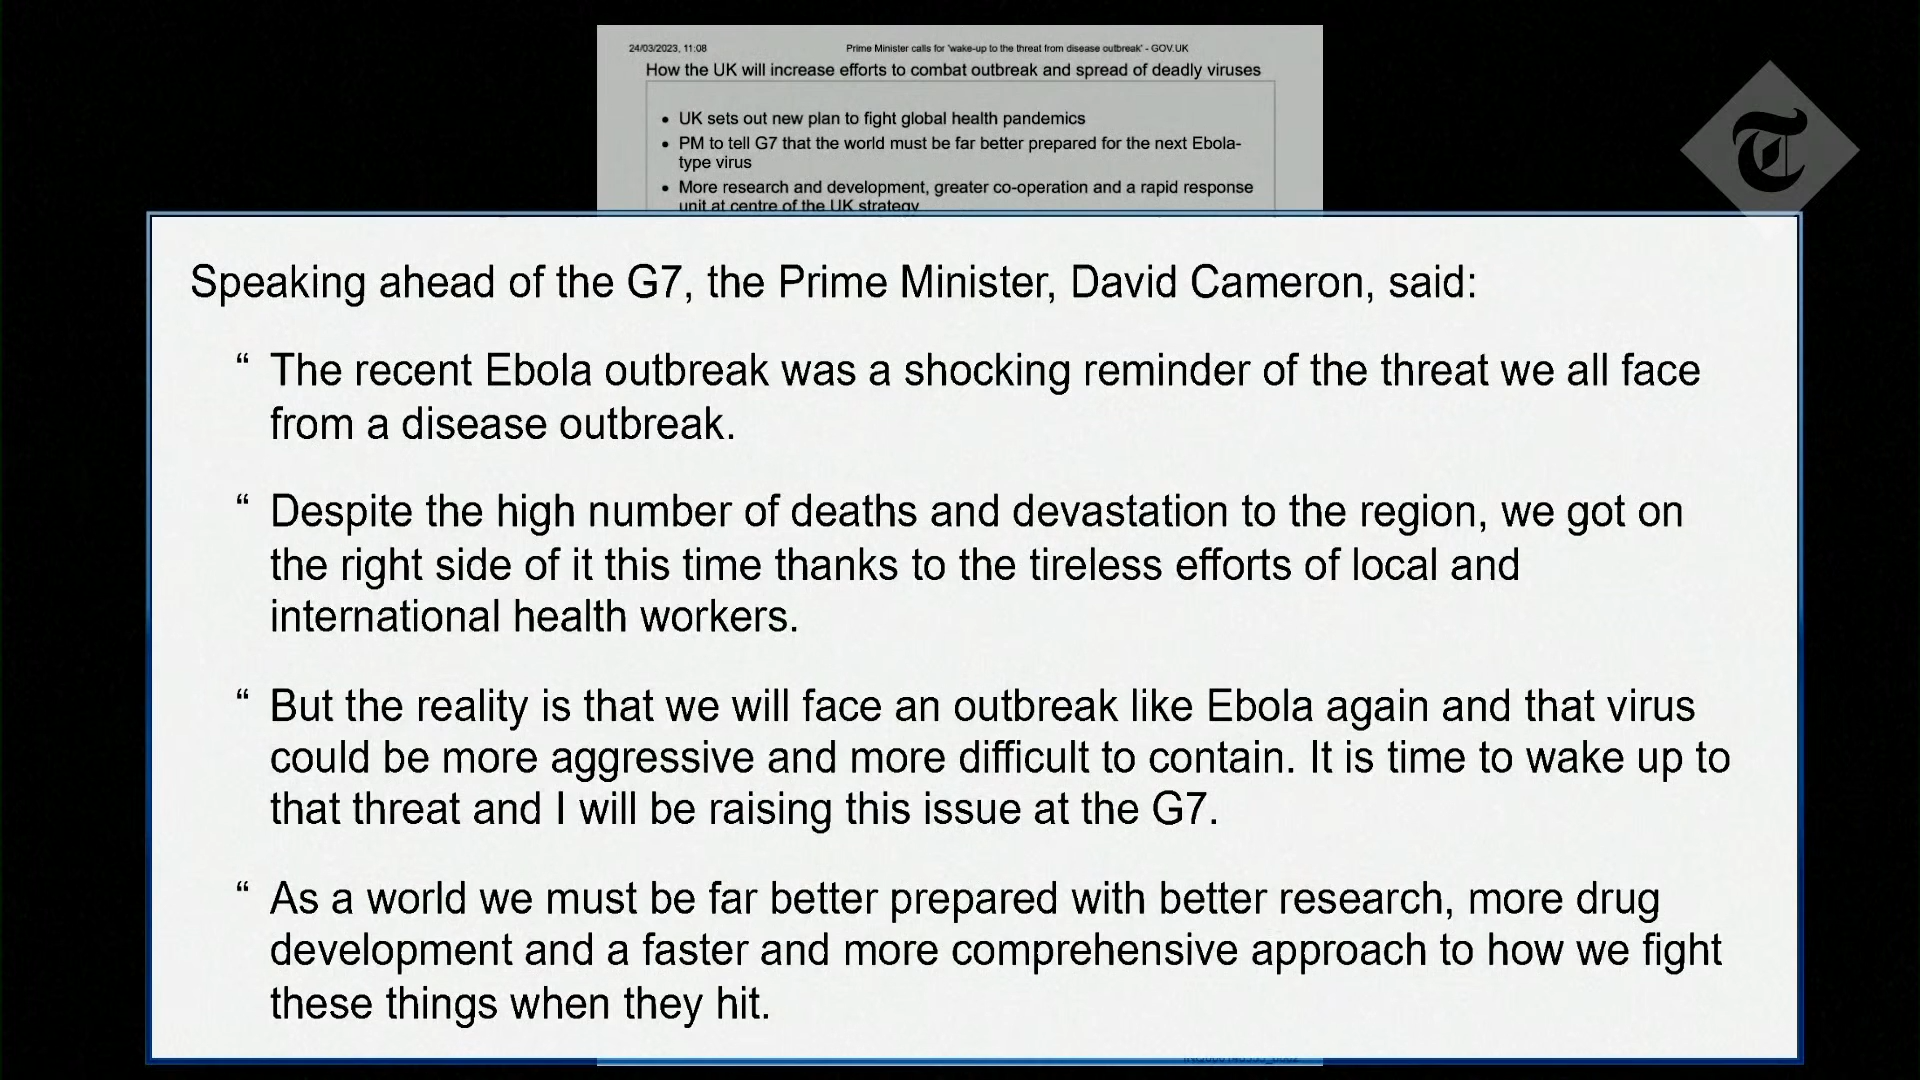 24/03/2023, 11:08 Prime Minister calls for 'wake-up to the threat from disease outbreak' - GOV.UK
How the UK will increase efforts to combat outbreak and spread of deadly viruses
• UK sets out new plan to fight global health pandemics
• PM to tell G7 that the world must be far better prepared for the next Ebola-
type virus
• More research and development, greater co-operation and a rapid response
unit at centre of the UK strategy
T
Speaking ahead of the G7, the Prime Minister, David Cameron, said:
“ The recent Ebola outbreak was a shocking reminder of the threat we all face
from a disease outbreak.
“ Despite the high number of deaths and devastation to the region, we got on
the right side of it this time thanks to the tireless efforts of local and
international health workers.
“ But the reality is that we will face an outbreak like Ebola again and that virus
could be more aggressive and more difficult to contain. It is time to wake up to
that threat and I will be raising this issue at the G7.
“ As a world we must be far better prepared with better research, more drug
development and a faster and more comprehensive approach to how we fight
these things when they hit.